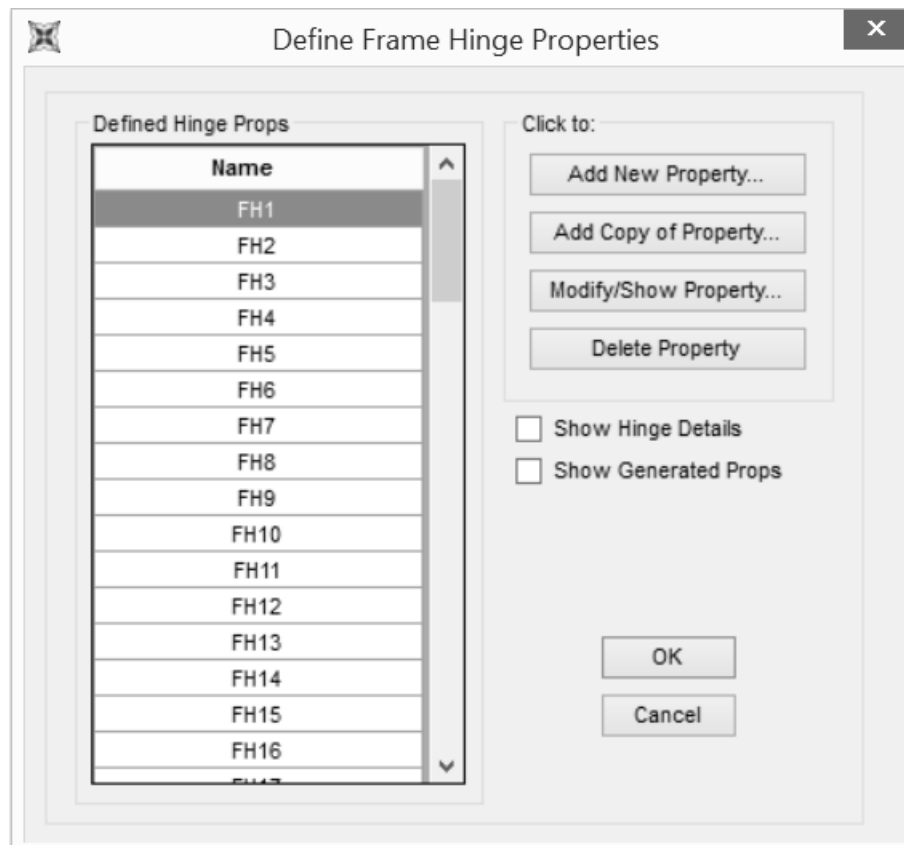 Define Frame Hinge Properties
x
Defined Hinge Props
Name
FH1
FH2
FH3
FH4
FH5
FH6
FH7
FH8
FH9
FH10
FH11
FH12
FH13
FH14
FH15
FH16
FH17
Click to:
Add New Property...
Add Copy of Property...
Modify/Show Property...
Delete Property
Show Hinge Details
Show Generated Props
OK
Cancel